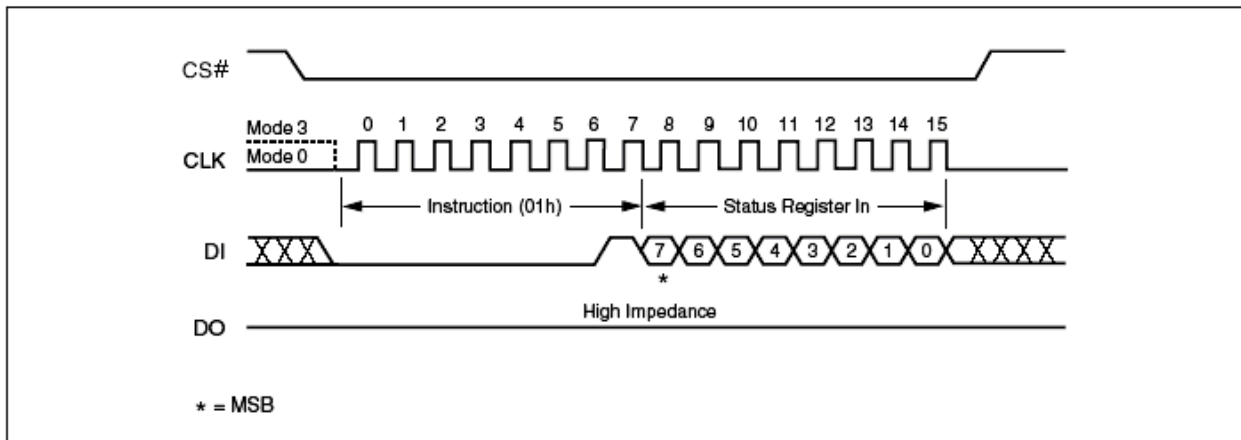 CS#
Mode 3
0 1 2 3 4 5 6 7 8 9 10 11 12 13 14 15
CLK
Mode 0
Instruction (01h)
Status Register In
DI
7 6 5 4 3 2 1 0
*
High Impedance
DO
* = MSB